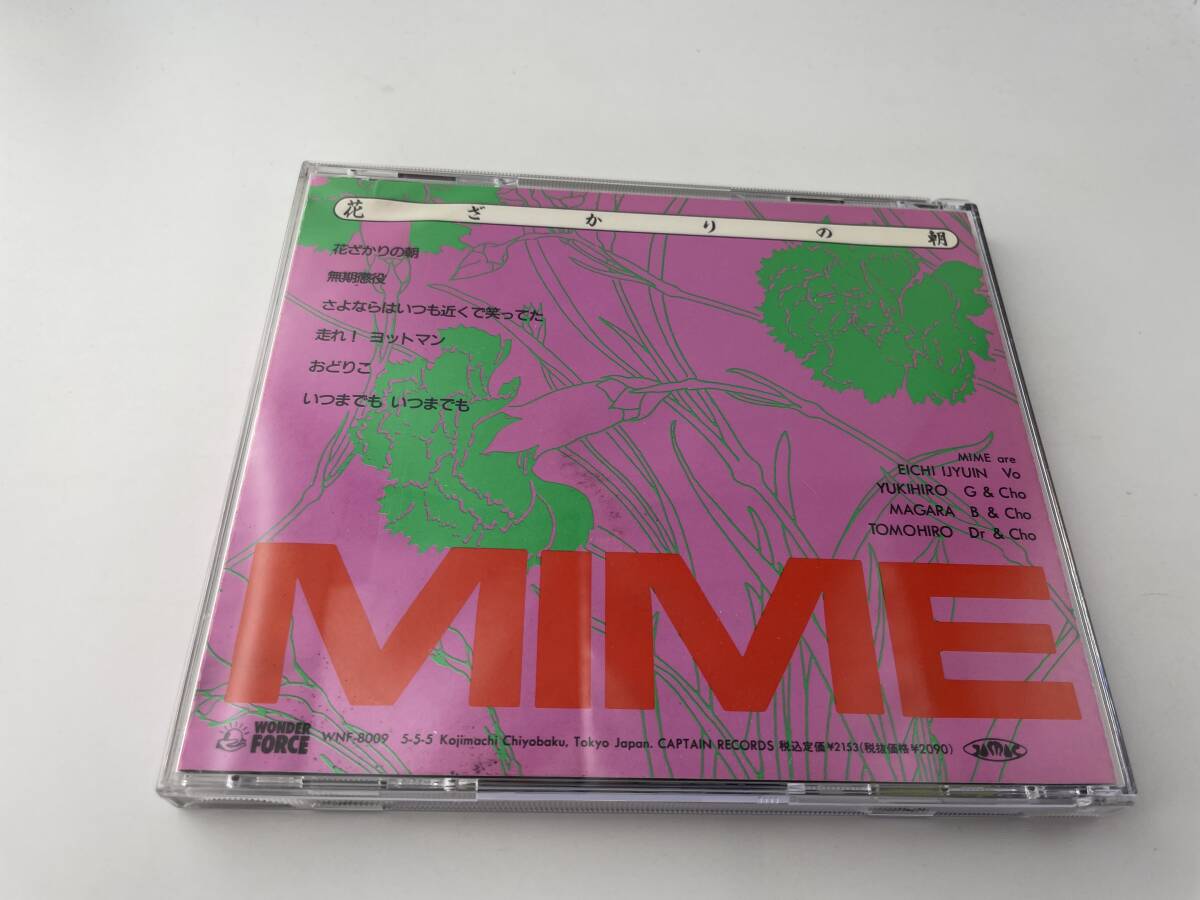 花ざかりの朝
花ざかりの朝
無期懲役
さよならはいつも近くで笑ってた
走れ！ ヨットマン
おどりこ
いつまでも いつまでも
MIME are
EICHI IJYUIN Vo
YUKIHIRO G & Cho
MAGARA B & Cho
TOMOHIRO Dr & Cho
MIME
WONDER
FORCE
WNF-8009 5-5-5 Kojimachi Chiyobaku, Tokyo Japan. CAPTAIN RECORDS 税込定価¥2153(税抜価格¥2090)
JASRAC